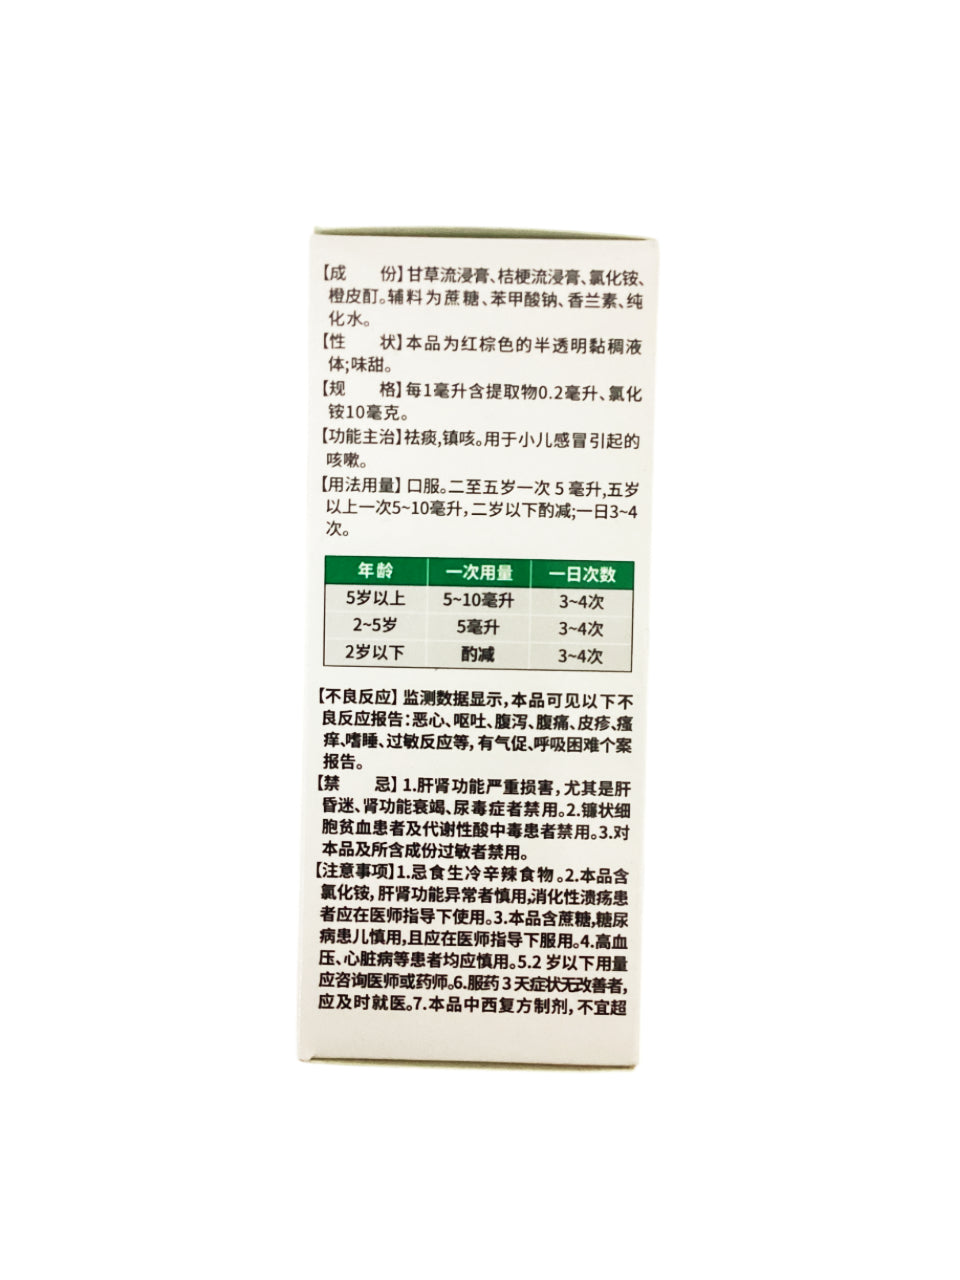 【成　　份】甘草流浸膏、桔梗流浸膏、氯化铵、
橙皮酊。辅料为蔗糖、苯甲酸钠、香兰素、纯
化水。
【性　　状】本品为红棕色的半透明黏稠液
体;味甜。
【规　　格】每1毫升含提取物0.2毫升、氯化
铵10毫克。
【功能主治】祛痰,镇咳。用于小儿感冒引起的
咳嗽。
【用法用量】口服。二至五岁一次 5 毫升,五岁
以上一次5~10毫升,二岁以下酌减;一日3~4
次。
年龄 一次用量 一日次数
5岁以上 5~10毫升 3~4次
2~5岁 5毫升 3~4次
2岁以下 酌减 3~4次
【不良反应】监测数据显示,本品可见以下不
良反应报告:恶心、呕吐、腹泻、腹痛、皮疹、瘙
痒、嗜睡、过敏反应等,有气促、呼吸困难个案
报告。
【禁　　忌】1.肝肾功能严重损害,尤其是肝
昏迷、肾功能衰竭、尿毒症者禁用。2.镰状细
胞贫血患者及代谢性酸中毒患者禁用。3.对
本品及所含成份过敏者禁用。
【注意事项】1.忌食生冷辛辣食物。2.本品含
氯化铵,肝肾功能异常者慎用,消化性溃疡患
者应在医师指导下使用。3.本品含蔗糖,糖尿
病患儿慎用,且应在医师指导下服用。4.高血
压、心脏病等患者均应慎用。5.2 岁以下用量
应咨询医师或药师。6.服药 3 天症状无改善者,
应及时就医。7.本品中西复方制剂,不宜超